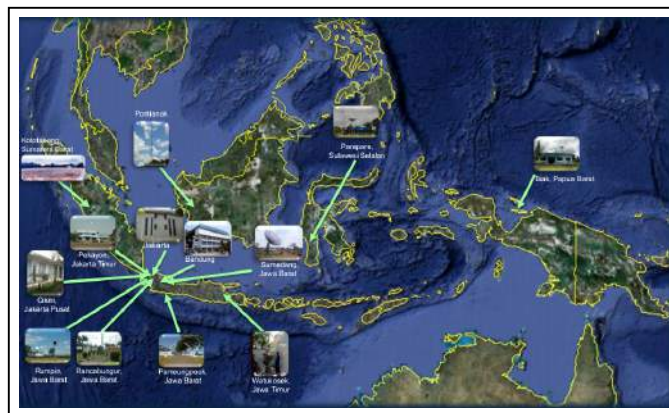 Pontianak
Kototabang,
Sumatera Barat
Parepare,
Sulawesi Selatan
Biak, Papua Barat
Pekayon,
Jakarta Timur
Jakarta
Bandung
Sumedang,
Jawa Barat
Jakarta Pusat
Rumpin,
Jawa Barat
Rancabungur,
Jawa Barat
Pameungpeuk,
Jawa Barat
Watukosek,
Jawa Timur